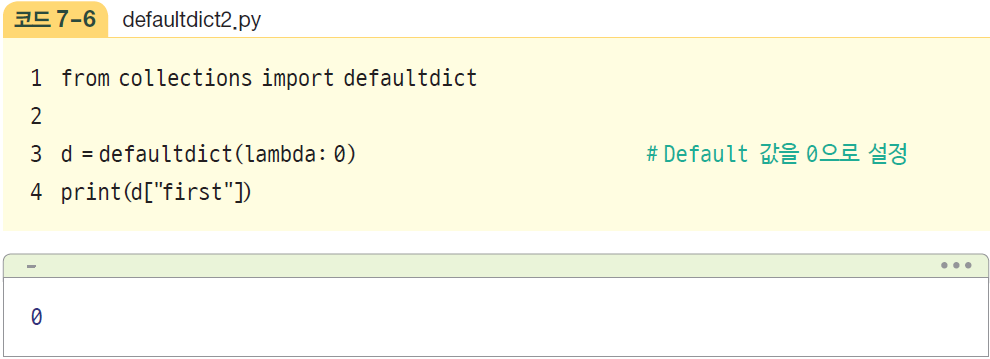 코드 7-6 defaultdict2.py
1 from collections import defaultdict
2
3 d = defaultdict(lambda: 0) # Default 값을 0으로 설정
4 print(d["first"])
0